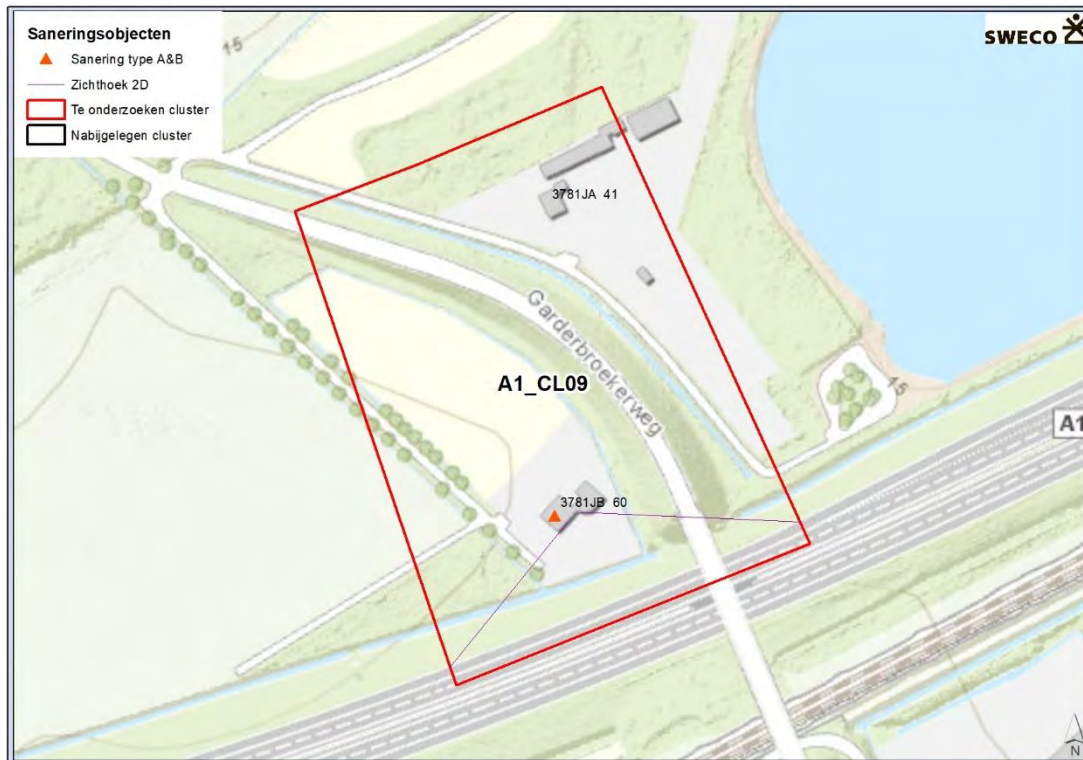 Saneringsobjecten
Sanering type A&B
Zichthoek 2D
Te onderzoeken cluster
Nabijgelegen cluster
SWECO
15
3781JA 41
Garderbroekerweg
A1_CL09
15
A1
3781JB 60
N